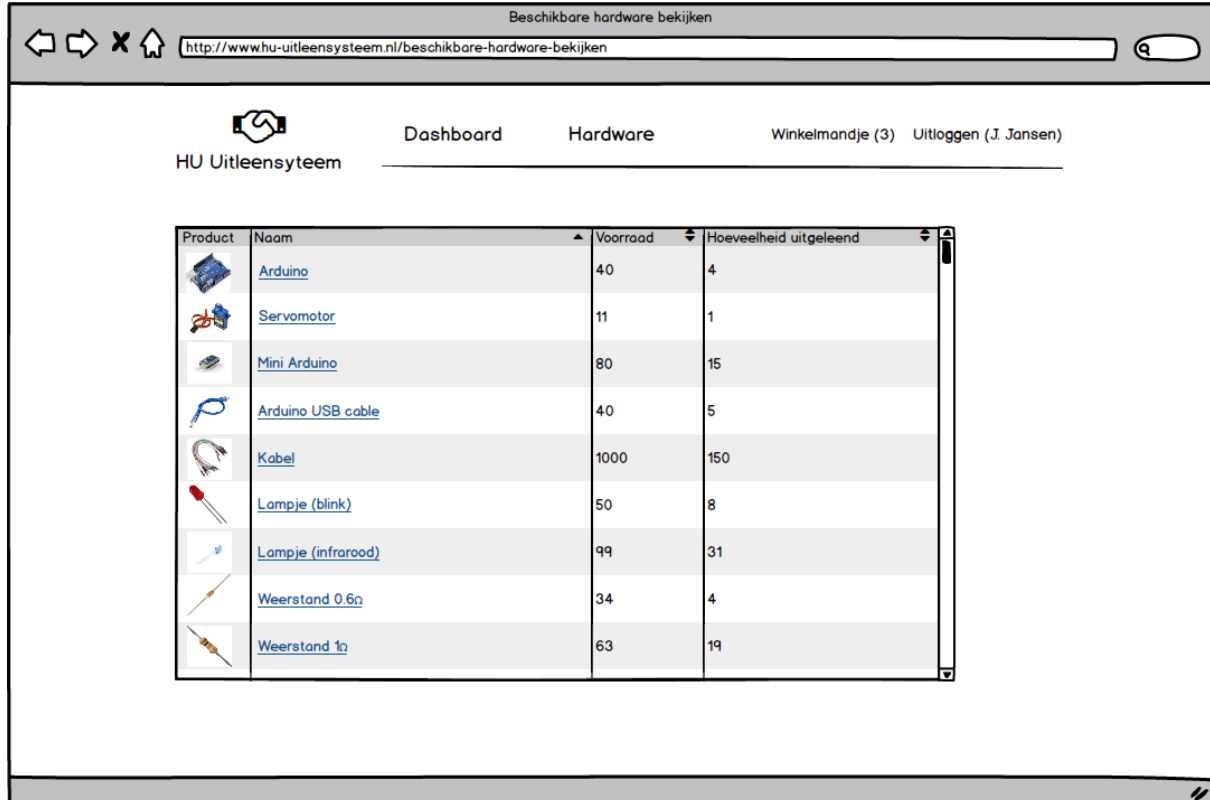 Beschikbare hardware bekijken
http://www.hu-uitleensysteem.nl/beschikbare-hardware-bekijken
HU Uitleensyteem
Dashboard Hardware Winkelmandje (3) Uitloggen (J. Jansen)
Product Naam Voorraad Hoeveelheid uitgeleend
Arduino 40 4
Servomotor 11 1
Mini Arduino 80 15
Arduino USB cable 40 5
Kabel 1000 150
Lampje (blink) 50 8
Lampje (infrarood) 99 31
Weerstand 0.6Ω 34 4
Weerstand 1Ω 63 19